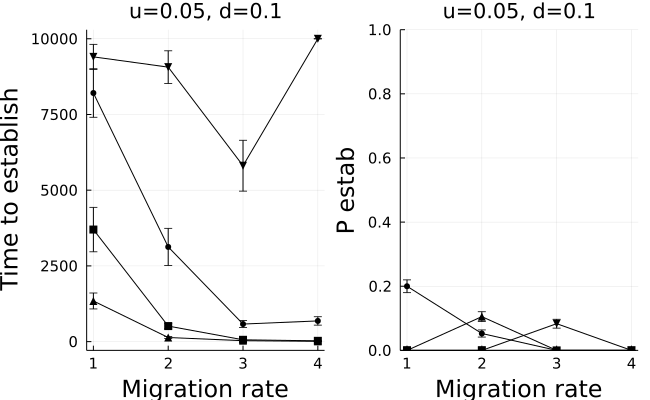 u=0.05, d=0.1
Time to establish
10000
7500
5000
2500
0
1 2 3 4
Migration rate
u=0.05, d=0.1
P estab
1.0
0.8
0.6
0.4
0.2
0.0
1 2 3 4
Migration rate